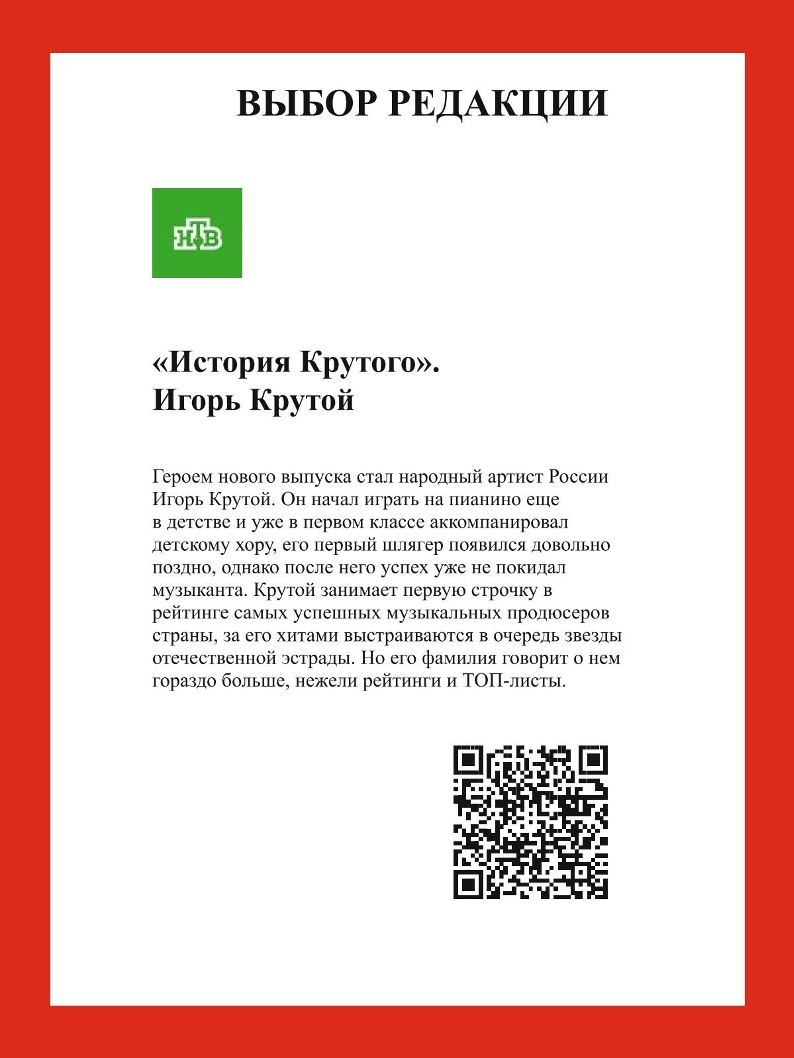 ВЫБОР РЕДАКЦИИ
НТВ
«История Крутого».
Игорь Крутой
Героем нового выпуска стал народный артист России
Игорь Крутой. Он начал играть на пианино еще
в детстве и уже в первом классе аккомпанировал
детскому хору, его первый шлягер появился довольно
поздно, однако после него успех уже не покидал
музыканта. Крутой занимает первую строчку в
рейтинге самых успешных музыкальных продюсеров
страны, за его хитами выстраиваются в очередь звезды
отечественной эстрады. Но его фамилия говорит о нем
гораздо больше, нежели рейтинги и ТОП-листы.